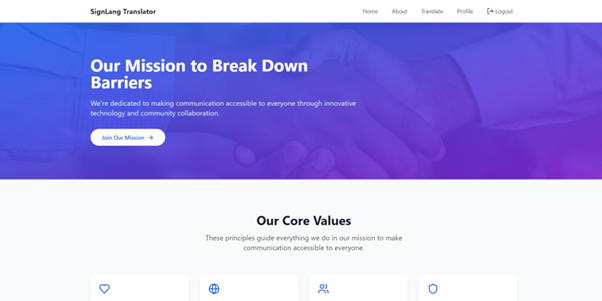 SignLang Translator
Home
About
Translate
Profile
Logout
Our Mission to Break Down
Barriers
We're dedicated to making communication accessible to everyone through innovative
technology and community collaboration.
Join Our Mission
Our Core Values
These principles guide everything we do in our mission to make
communication accessible to everyone.